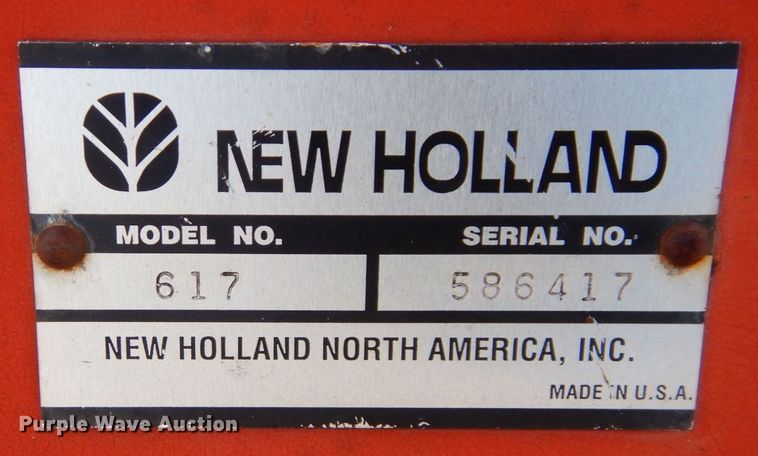 NEW HOLLAND
MODEL NO. SERIAL NO.
617 586417
NEW HOLLAND NORTH AMERICA, INC.
MADE IN U.S.A.
Purple Wave Auction